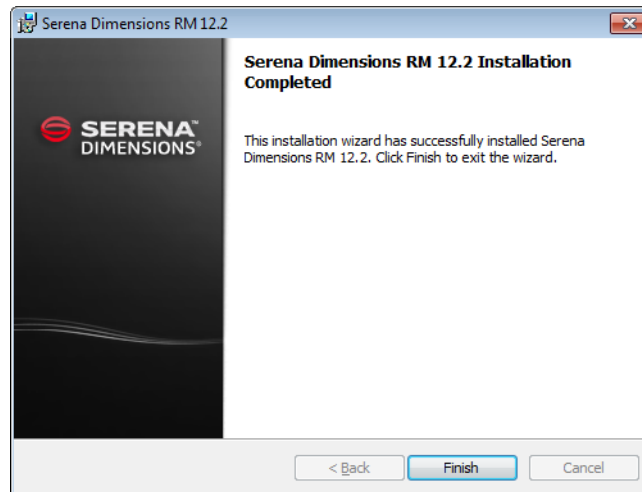 Serena Dimensions RM 12.2
Serena Dimensions RM 12.2 Installation
Completed
SERENA™
DIMENSIONS®
This installation wizard has successfully installed Serena
Dimensions RM 12.2. Click Finish to exit the wizard.
< Back
Finish
Cancel